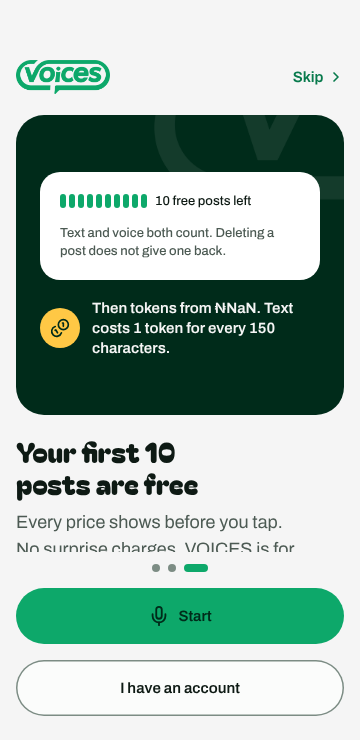 VOICES
Skip
10 free posts left
Text and voice both count. Deleting a
post does not give one back.
Then tokens from ₦NaN. Text
costs 1 token for every 150
characters.
Your first 10
posts are free
Every price shows before you tap.
No surprise charges. VOICES is for
Start
I have an account